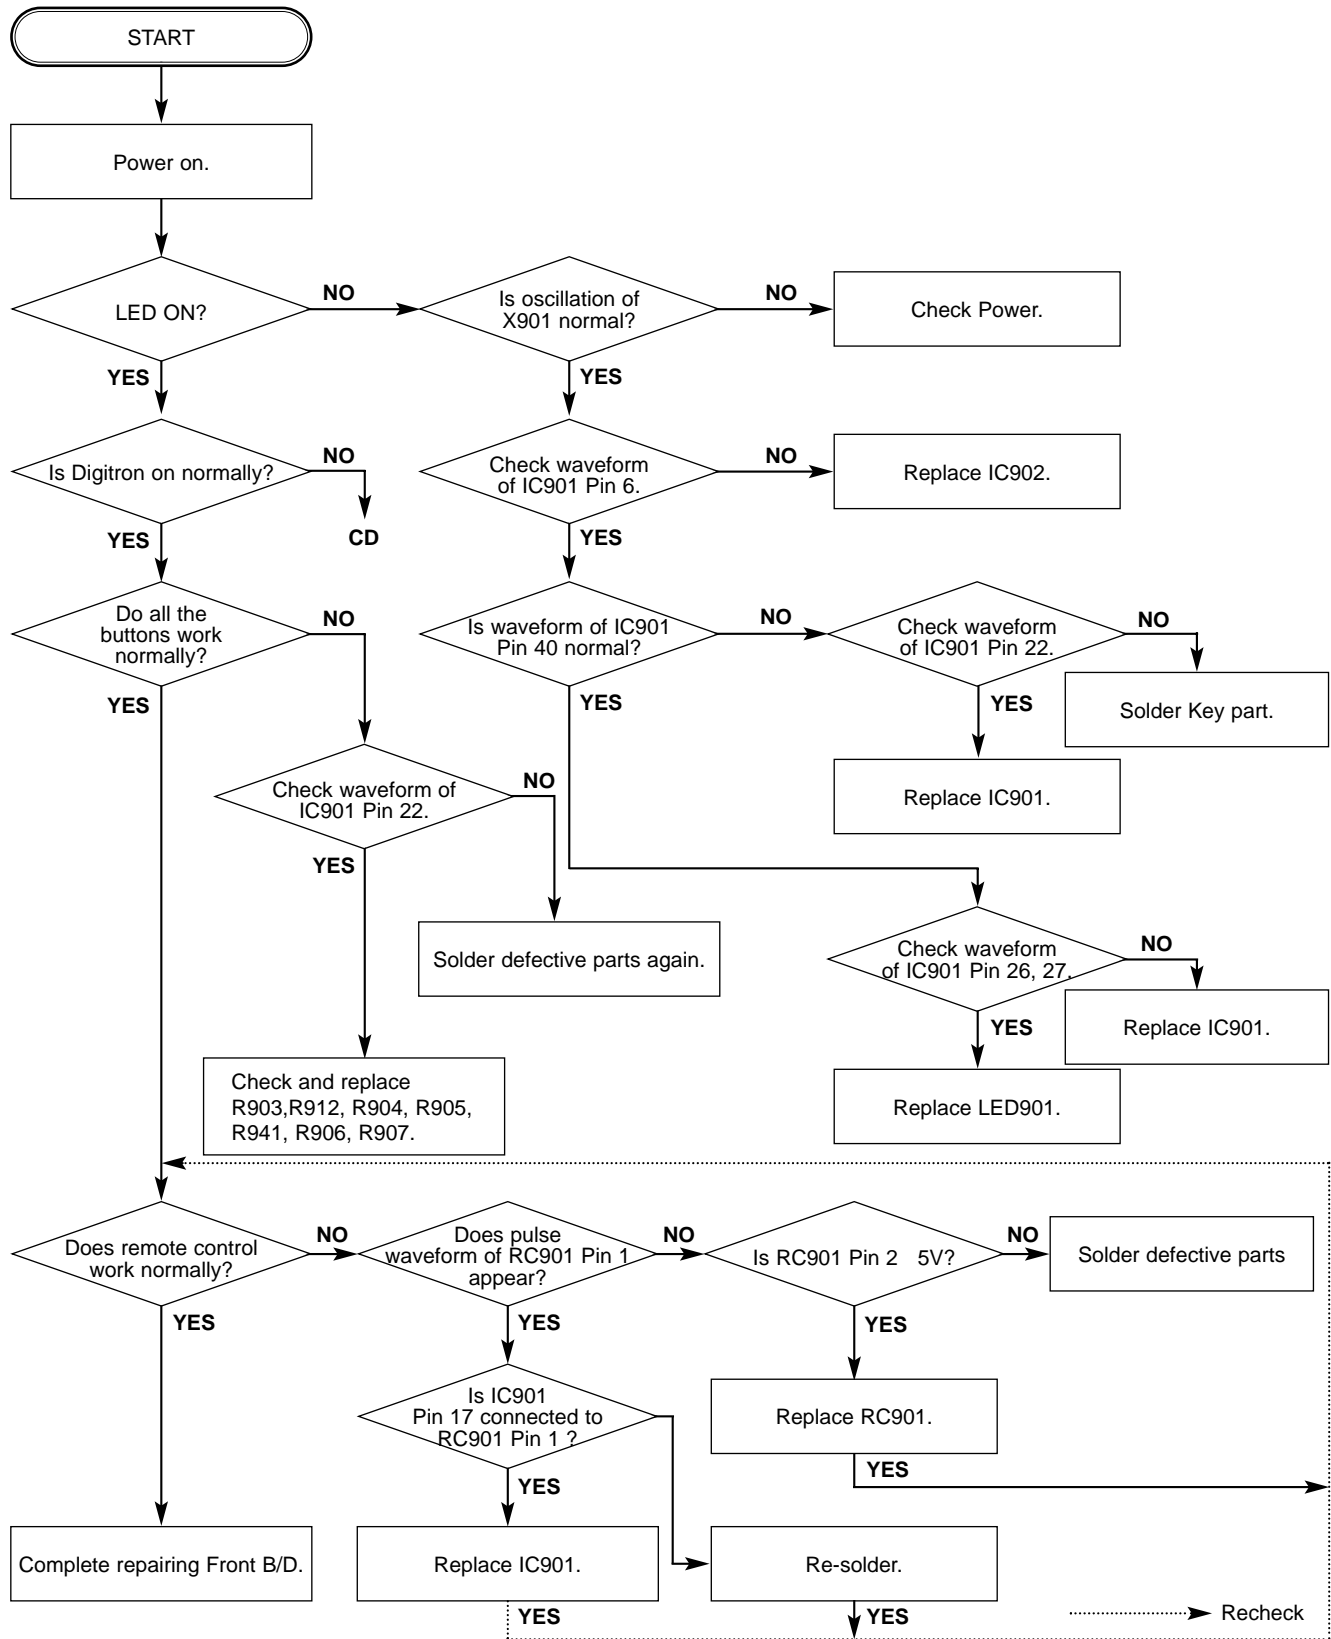 START
Power on.
LED ON?
NO
Is oscillation of
X901 normal?
NO
Check Power.
YES
YES
Is Digitron on normally?
NO
CD
Check waveform
of IC901 Pin 6.
NO
Replace IC902.
YES
YES
Do all the
buttons work
normally?
NO
Is waveform of IC901
Pin 40 normal?
NO
Check waveform
of IC901 Pin 22.
NO
Solder Key part.
YES
YES
YES
Replace IC901.
Check waveform of
IC901 Pin 22.
NO
YES
Solder defective parts again.
Check waveform
of IC901 Pin 26, 27.
NO
Replace IC901.
YES
Replace LED901.
Check and replace
R903,R912, R904, R905,
R941, R906, R907.
Does remote control
work normally?
NO
Does pulse
waveform of RC901 Pin 1
appear?
NO
Is RC901 Pin 2   5V?
NO
Solder defective parts
YES
YES
YES
Is IC901
Pin 17 connected to
RC901 Pin 1 ?
Replace RC901.
YES
YES
Complete repairing Front B/D.
Replace IC901.
Re-solder.
YES
YES
Recheck